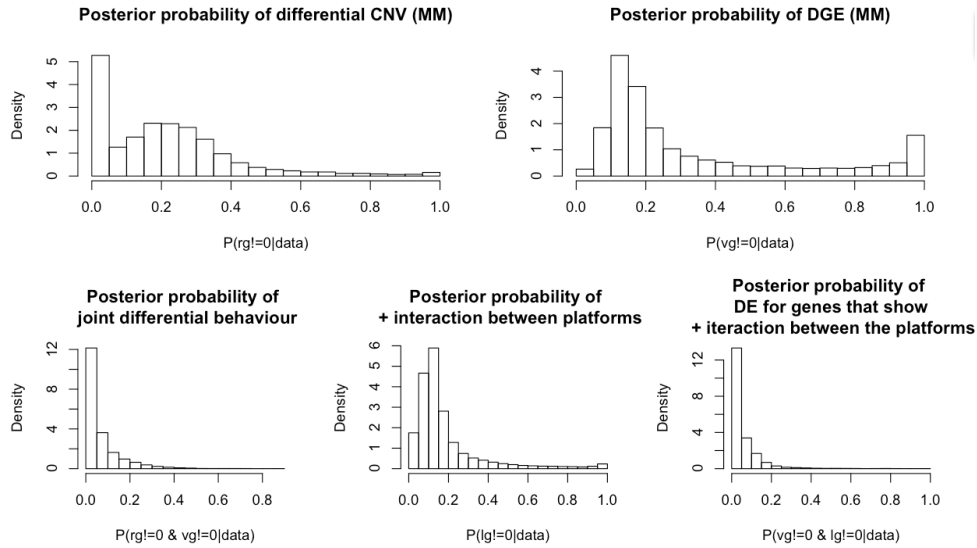 Posterior probability of differential CNV (MM)
Density
0 1 2 3 4 5
0.0 0.2 0.4 0.6 0.8 1.0
P(rg!=0|data)
Posterior probability of DGE (MM)
Density
0 1 2 3 4
0.0 0.2 0.4 0.6 0.8 1.0
P(vg!=0|data)
Posterior probability of
joint differential behaviour
Density
0 4 8 12
0.0 0.2 0.4 0.6 0.8
P(rg!=0 & vg!=0|data)
Posterior probability of
+ interaction between platforms
Density
0 1 2 3 4 5 6
0.0 0.2 0.4 0.6 0.8 1.0
P(lg!=0|data)
Posterior probability of
DE for genes that show
+ iteraction between the platforms
Density
0 4 8 12
0.0 0.2 0.4 0.6 0.8 1.0
P(vg!=0 & lg!=0|data)